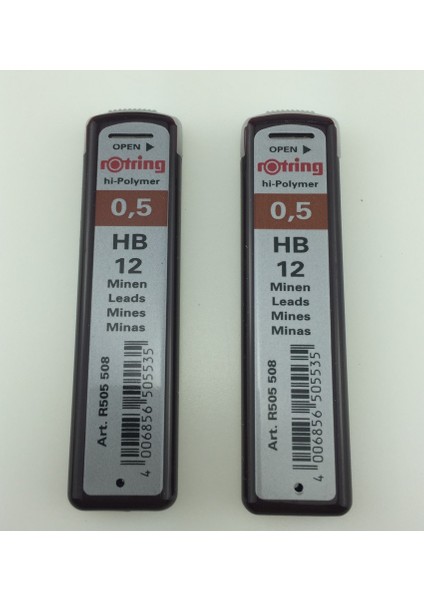 OPEN ▶
rotring
hi-Polymer
0,5
HB
12
Minen
Leads
Mines
Minas
Art. R505 508
4 006856 505535
OPEN ▶
rotring
hi-Polymer
0,5
HB
12
Minen
Leads
Mines
Minas
Art. R505 508
4 006856 505535